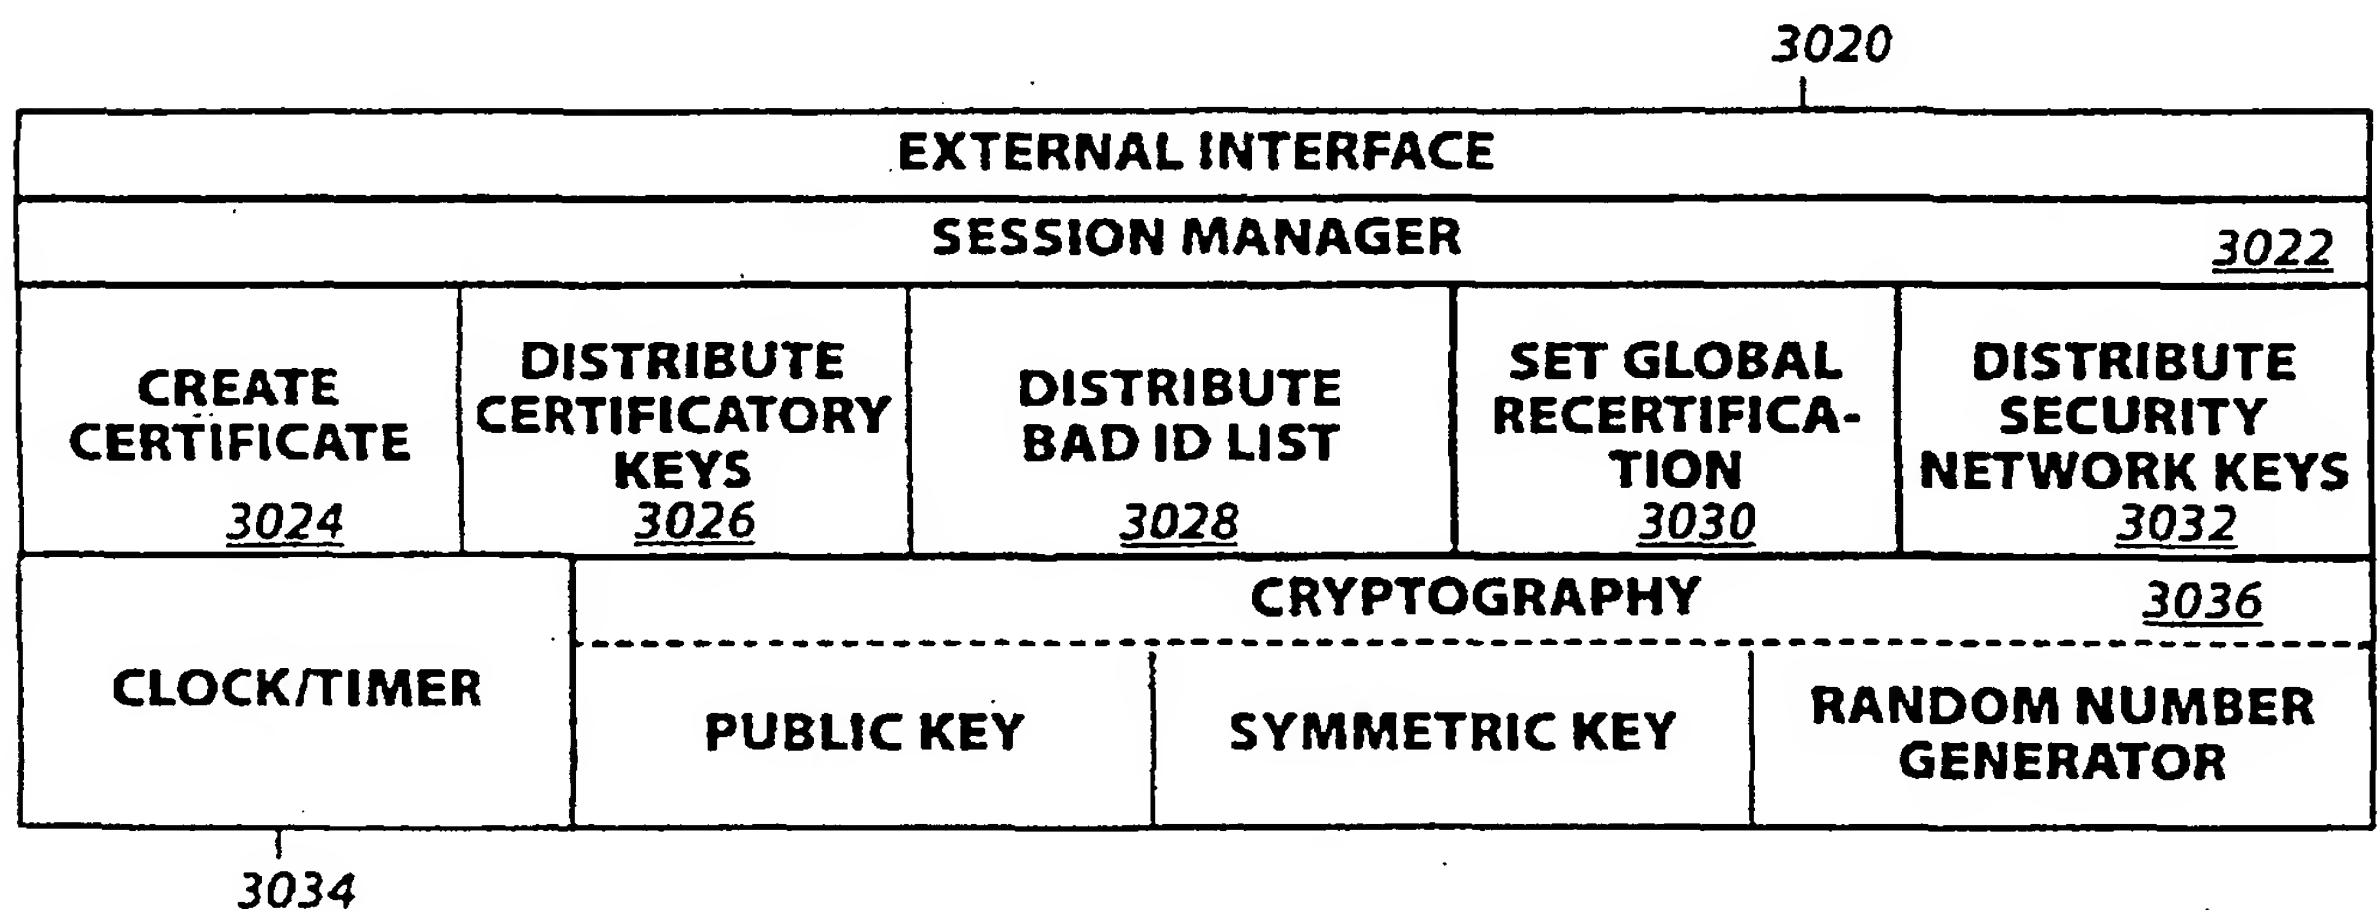 3020
EXTERNAL INTERFACE
SESSION MANAGER
3022
CREATE
CERTIFICATE
3024
DISTRIBUTE
CERTIFICATORY
KEYS
3026
DISTRIBUTE
BAD ID LIST
3028
SET GLOBAL
RECERTIFICA-
TION
3030
DISTRIBUTE
SECURITY
NETWORK KEYS
3032
CLOCK/TIMER
CRYPTOGRAPHY
3036
PUBLIC KEY
SYMMETRIC KEY
RANDOM NUMBER
GENERATOR
3034